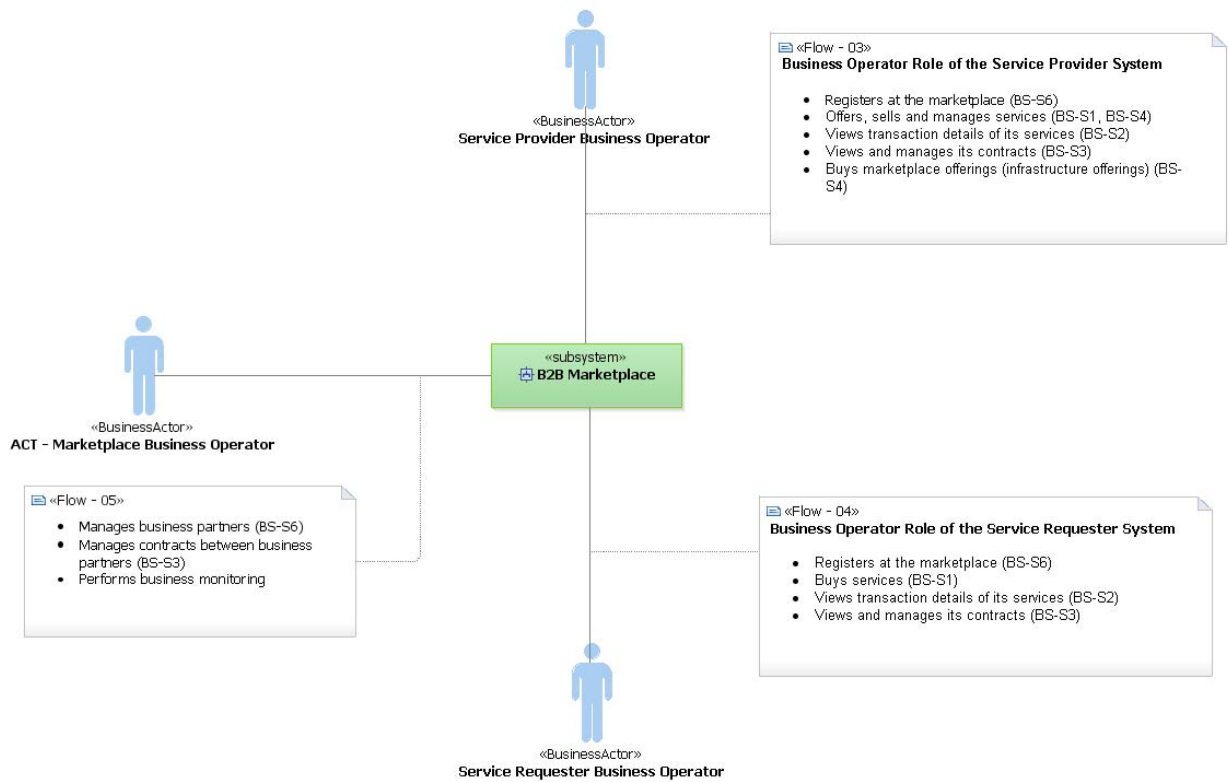 «Flow - 03»
Business Operator Role of the Service Provider System
• Registers at the marketplace (BS-S6)
• Offers, sells and manages services (BS-S1, BS-S4)
• Views transaction details of its services (BS-S2)
• Views and manages its contracts (BS-S3)
• Buys marketplace offerings (infrastructure offerings) (BS-
S4)
«BusinessActor»
Service Provider Business Operator
«subsystem»
B2B Marketplace
«BusinessActor»
ACT - Marketplace Business Operator
«Flow - 05»
• Manages business partners (BS-S6)
• Manages contracts between business
partners (BS-S3)
• Performs business monitoring
«Flow - 04»
Business Operator Role of the Service Requester System
• Registers at the marketplace (BS-S6)
• Buys services (BS-S1)
• Views transaction details of its services (BS-S2)
• Views and manages its contracts (BS-S3)
«BusinessActor»
Service Requester Business Operator